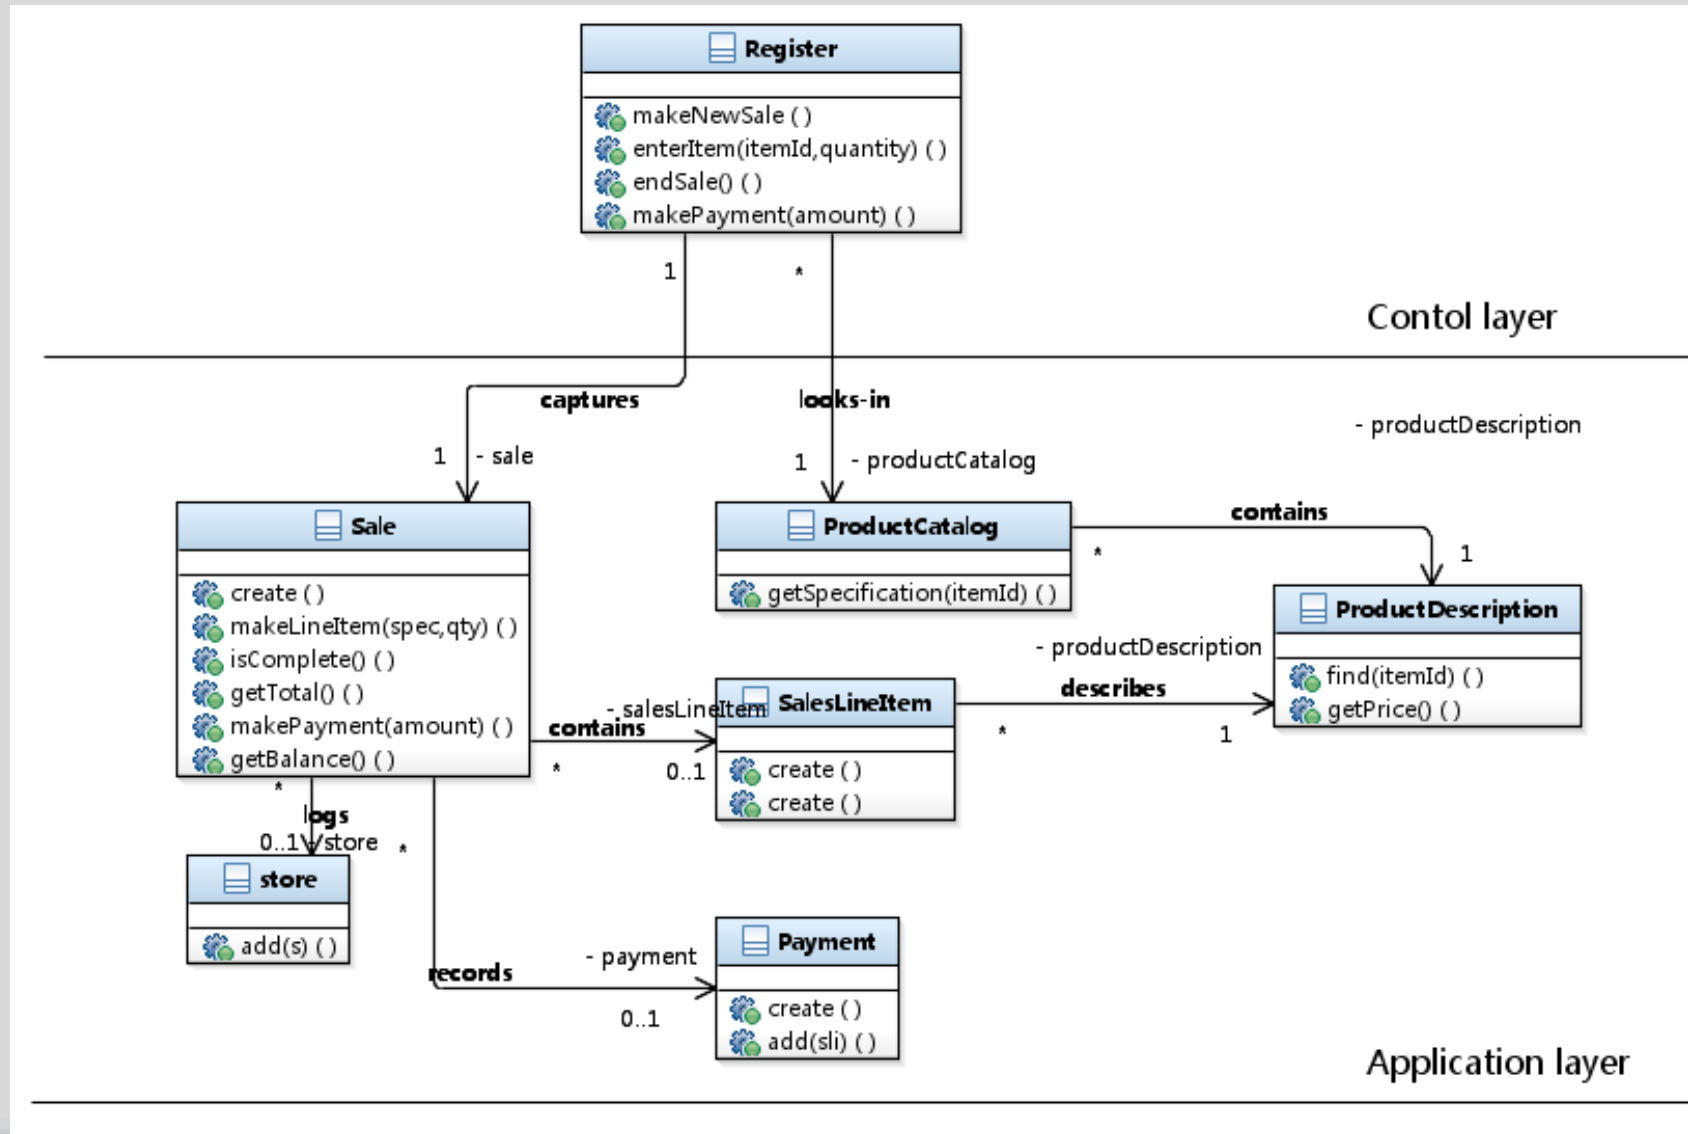 Register
makeNewSale ( )
enterItem(itemId,quantity) ( )
endSale() ( )
makePayment(amount) ( )
1
*
Contol layer
captures
looks-in
- productDescription
1
- sale
1
- productCatalog
Sale
create ( )
makeLineItem(spec,qty) ( )
isComplete() ( )
getTotal() ( )
makePayment(amount) ( )
getBalance() ( )
ProductCatalog
getSpecification(itemId) ( )
contains
*
1
ProductDescription
find(itemId) ( )
getPrice() ( )
- productDescription
describes
*
1
- salesLineItem
contains
*
0..1
SalesLineItem
create ( )
create ( )
*
logs
0..1
store
*
store
add(s) ( )
records
- payment
0..1
Payment
create ( )
add(sli) ( )
Application layer